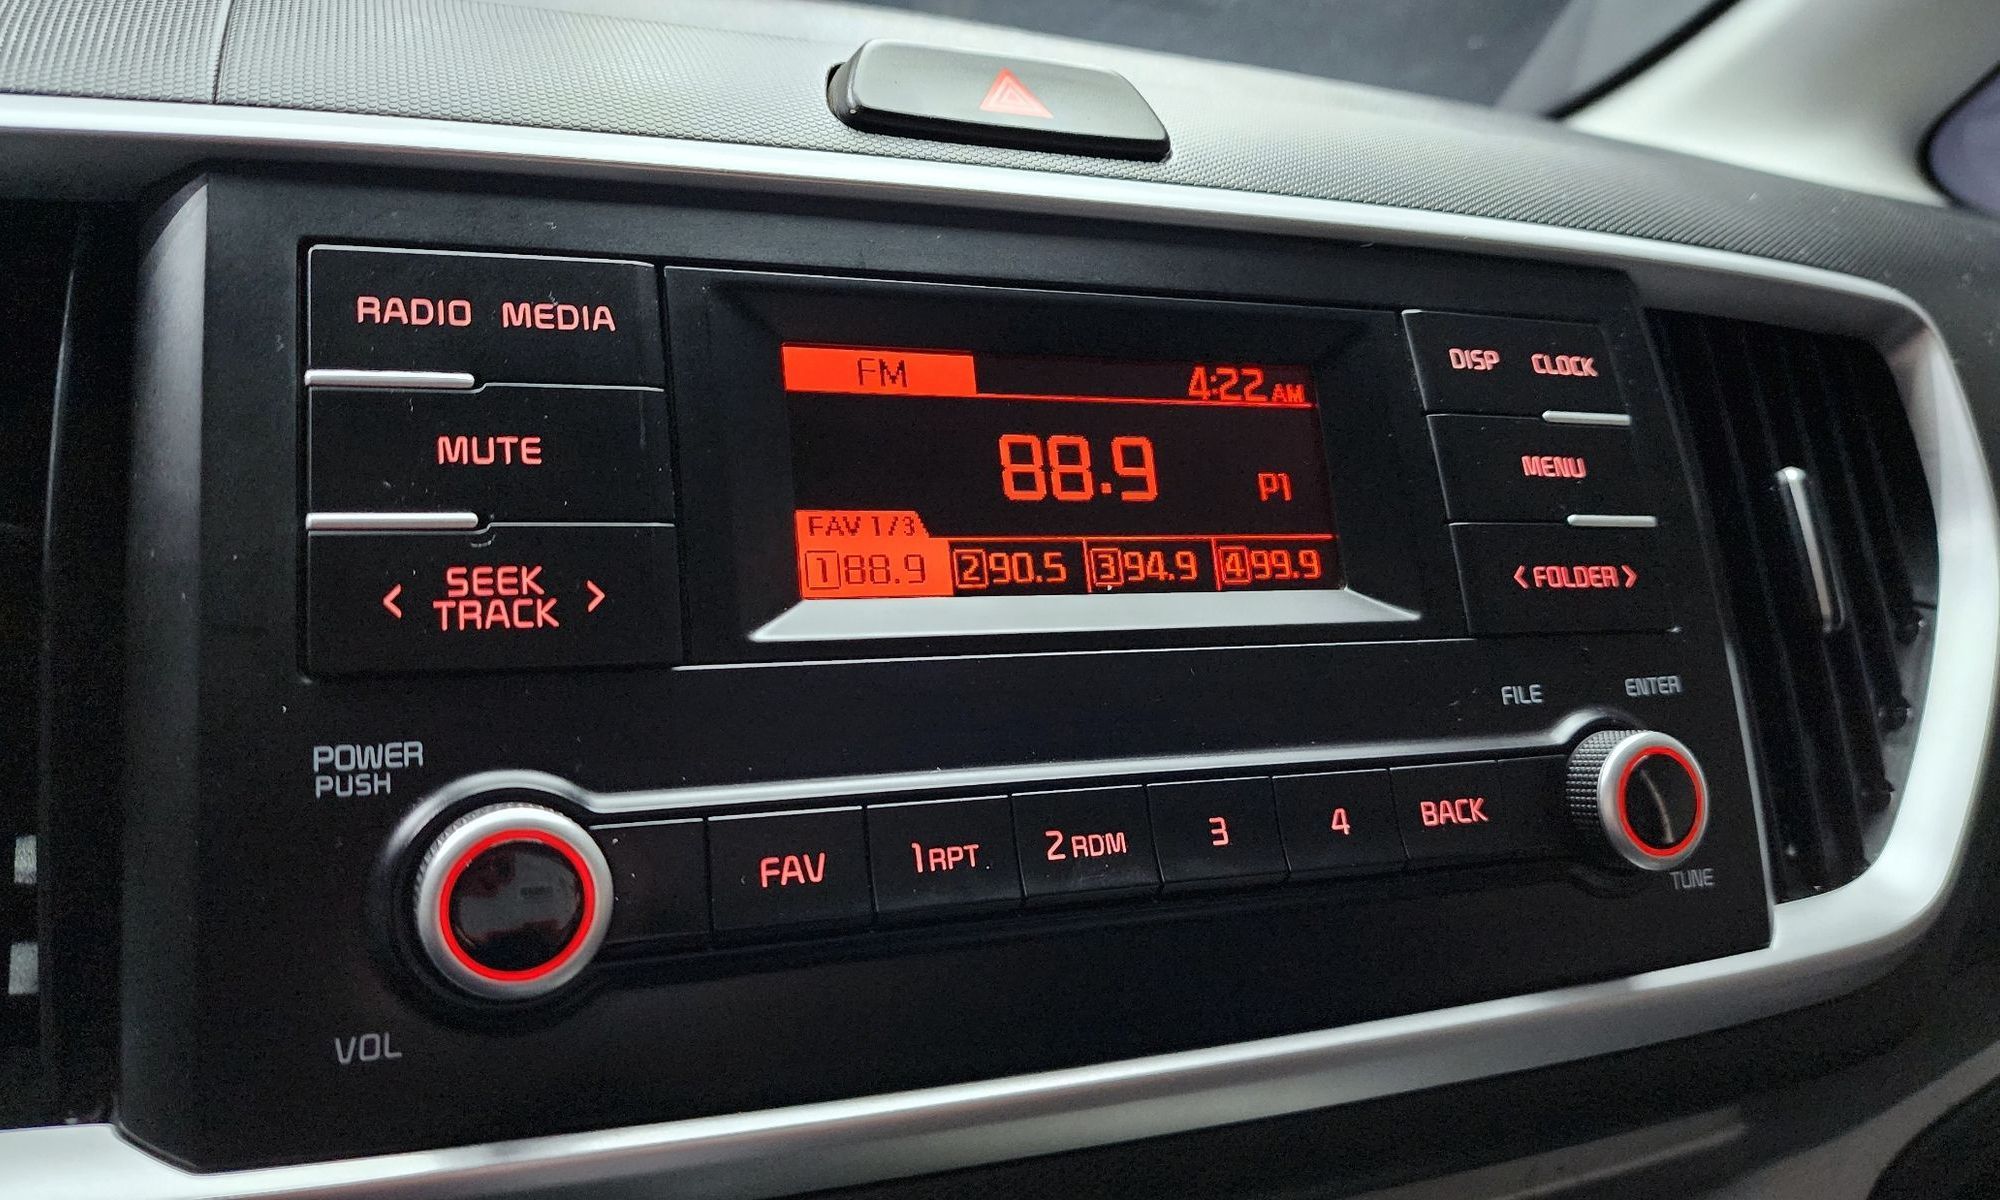 RADIO MEDIA
MUTE
< SEEK >
TRACK
FM 4:22 AM
88.9 P1
FAV 1/3
1 88.9 2 90.5 3 94.9 4 99.9
DISP CLOCK
MENU
< FOLDER >
FILE ENTER
POWER
PUSH
VOL
FAV 1 RPT 2 RDM 3 4 BACK
TUNE